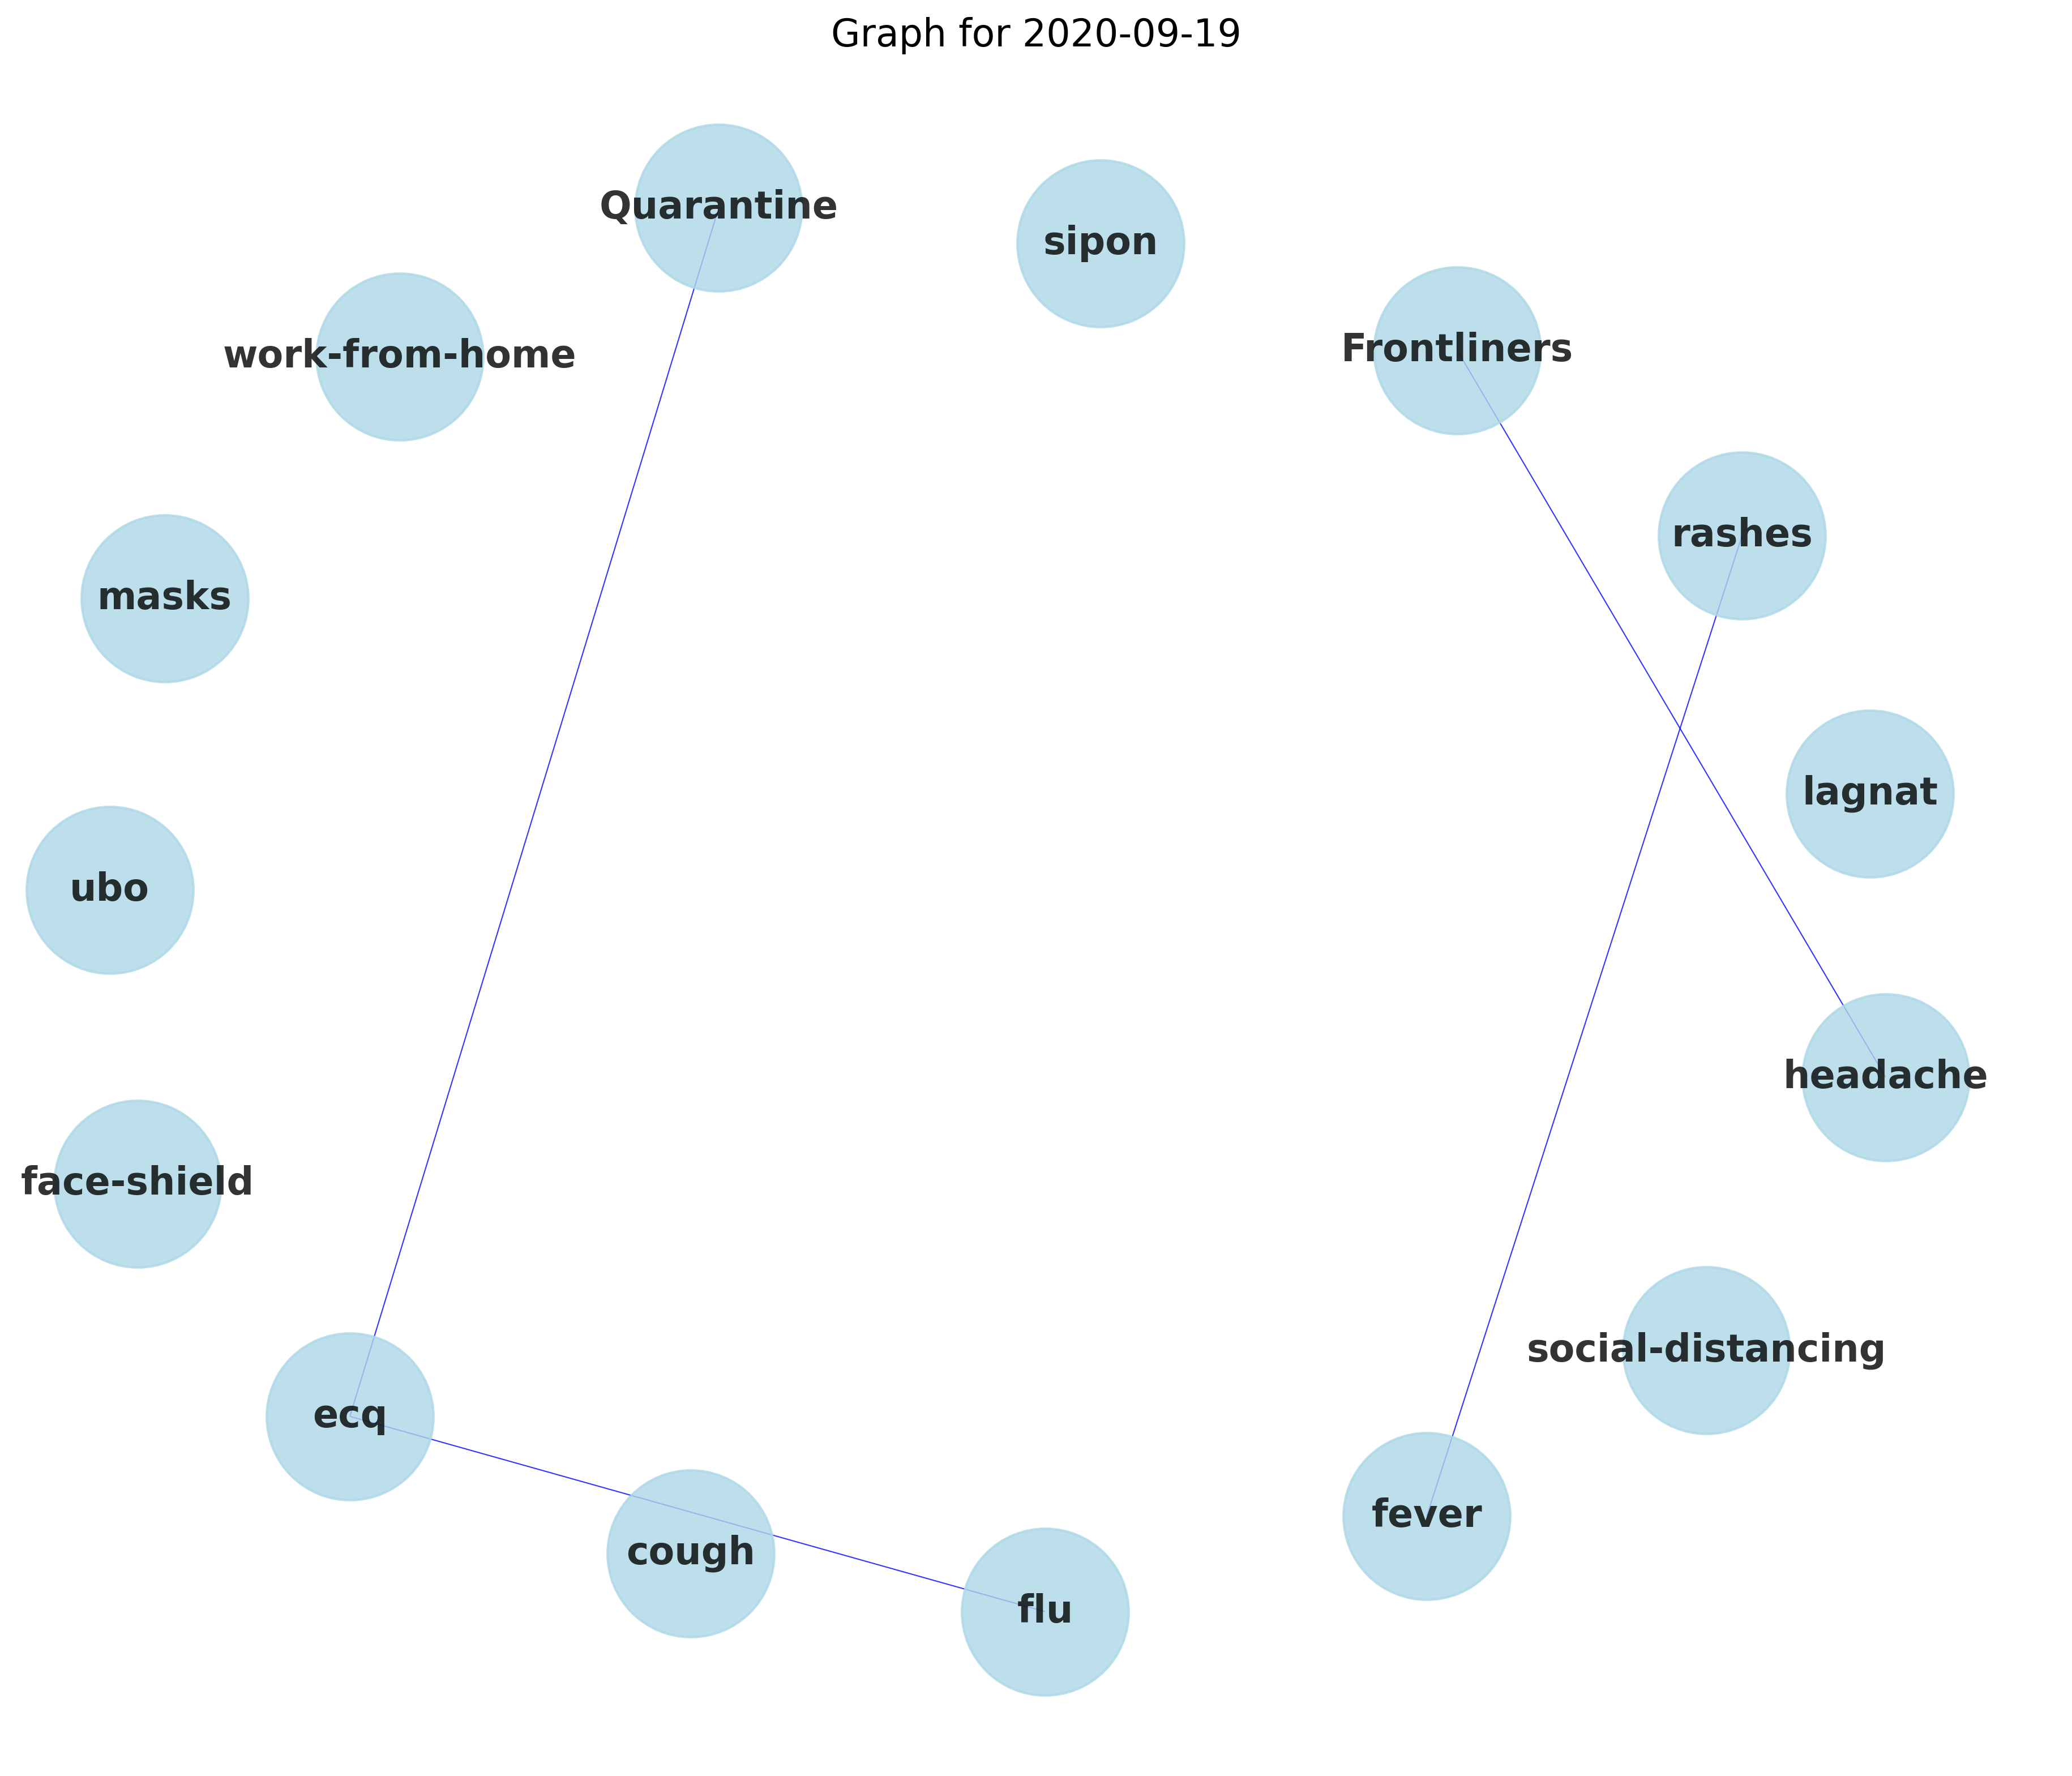 Graph for 2020-09-19
Quarantine
sipon
Frontliners
work-from-home
rashes
masks
lagnat
ubo
headache
face-shield
social-distancing
ecq
fever
cough
flu